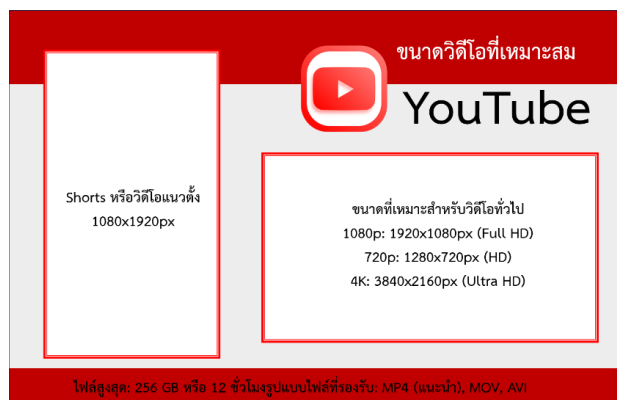 ขนาดวิดีโอที่เหมาะสม
YouTube
Shorts หรือวิดีโอแนวตั้ง
1080x1920px
ขนาดที่เหมาะสำหรับวิดีโอทั่วไป
1080p: 1920x1080px (Full HD)
720p: 1280x720px (HD)
4K: 3840x2160px (Ultra HD)
ไฟล์สูงสุด: 256 GB หรือ 12 ชั่วโมงรูปแบบไฟล์ที่รองรับ: MP4 (แนะนำ), MOV, AVI